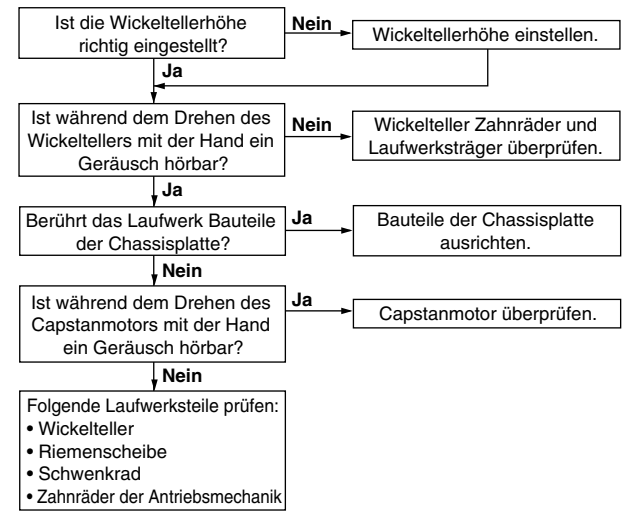 Ist die Wickeltellerhöhe
richtig eingestellt?
Nein
Wickeltellerhöhe einstellen.
Ja
Ist während dem Drehen des
Wickeltellers mit der Hand ein
Geräusch hörbar?
Nein
Wickelteller Zahnräder und
Laufwerksträger überprüfen.
Ja
Berührt das Laufwerk Bauteile
der Chassisplatte?
Ja
Bauteile der Chassisplatte
ausrichten.
Nein
Ist während dem Drehen des
Capstanmotors mit der Hand
ein Geräusch hörbar?
Ja
Capstanmotor überprüfen.
Nein
Folgende Laufwerksteile prüfen:
• Wickelteller
• Riemenscheibe
• Schwenkrad
• Zahnräder der Antriebsmechanik